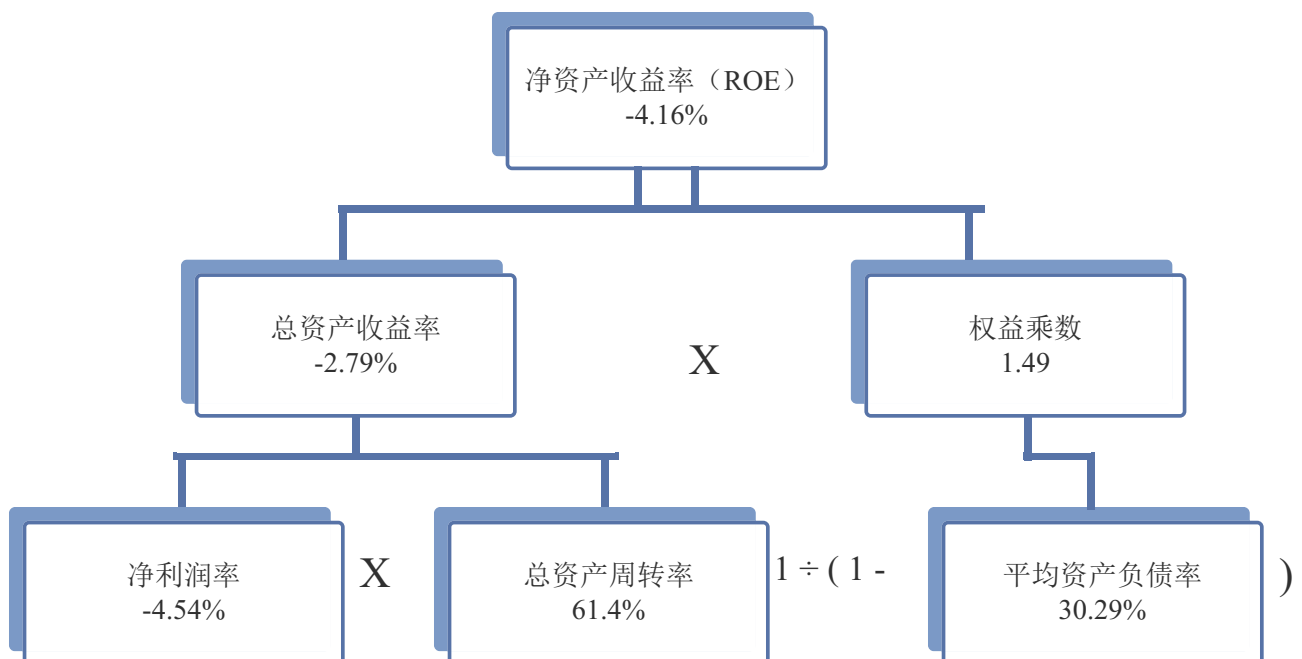 净资产收益率（ROE）
-4.16%
总资产收益率
-2.79%
X
权益乘数
1.49
净利润率
-4.54%
X
总资产周转率
61.4%
1 ÷ ( 1 -
平均资产负债率
30.29%
)